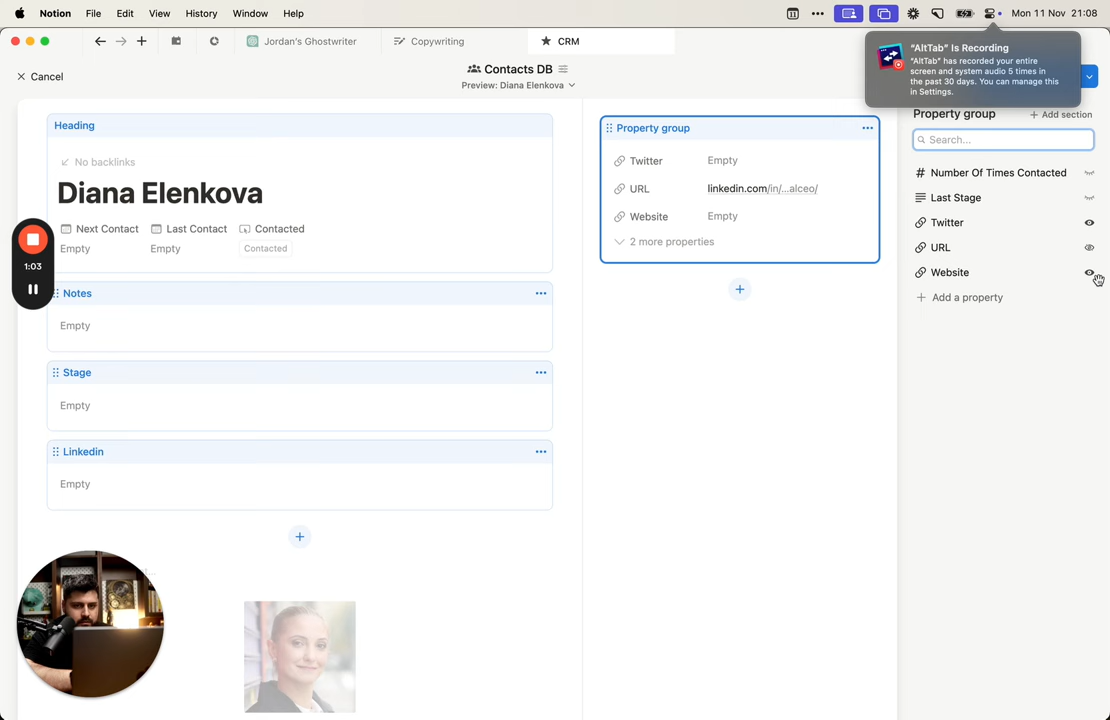 Notion File Edit View History Window Help
11 Mon 11 Nov 21:08
Jordan's Ghostwriter Copywriting CRM
"AltTab" Is Recording
"AltTab" has recorded your entire
screen and system audio 5 times in
the past 30 days. You can manage this
in Settings.
Cancel
Contacts DB
Preview: Diana Elenkova
Heading
No backlinks
Diana Elenkova
Next Contact Last Contact Contacted
Empty Empty Contacted
1:03
Notes
Empty
Stage
Empty
Linkedin
Empty
Property group
Twitter Empty
URL linkedin.com/in/...alceo/
Website Empty
2 more properties
Property group + Add section
Search...
# Number Of Times Contacted
Last Stage
Twitter
URL
Website
Add a property